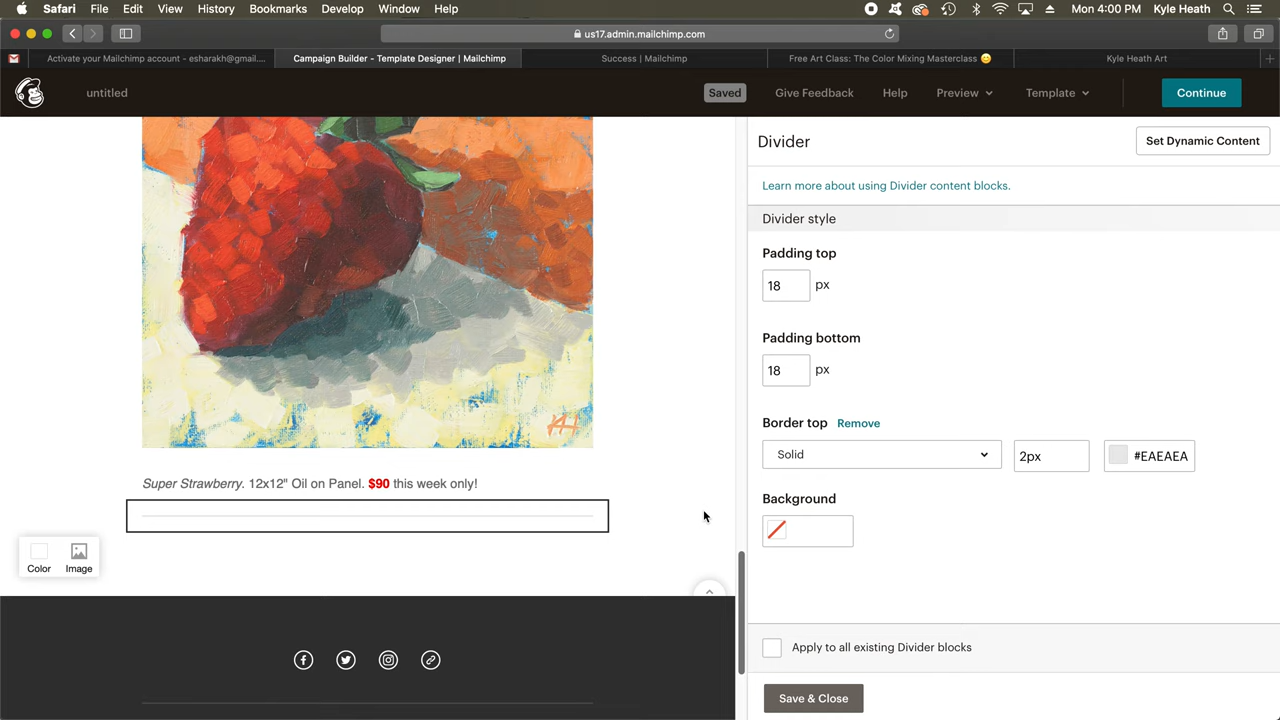 Safari File Edit View History Bookmarks Develop Window Help Mon 4:00 PM Kyle Heath
us17.admin.mailchimp.com
Activate your Mailchimp account - esharakh@gmail.... Campaign Builder - Template Designer | Mailchimp Success | Mailchimp Free Art Class: The Color Mixing Masterclass 😊 Kyle Heath Art
untitled Saved Give Feedback Help Preview Template Continue
Divider Set Dynamic Content
Learn more about using Divider content blocks.
Divider style
Padding top
18 px
Padding bottom
18 px
Border top Remove
Solid 2px #EAEAEA
Background
AH
Super Strawberry. 12x12" Oil on Panel. $90 this week only!
Color Image
Apply to all existing Divider blocks
Save & Close